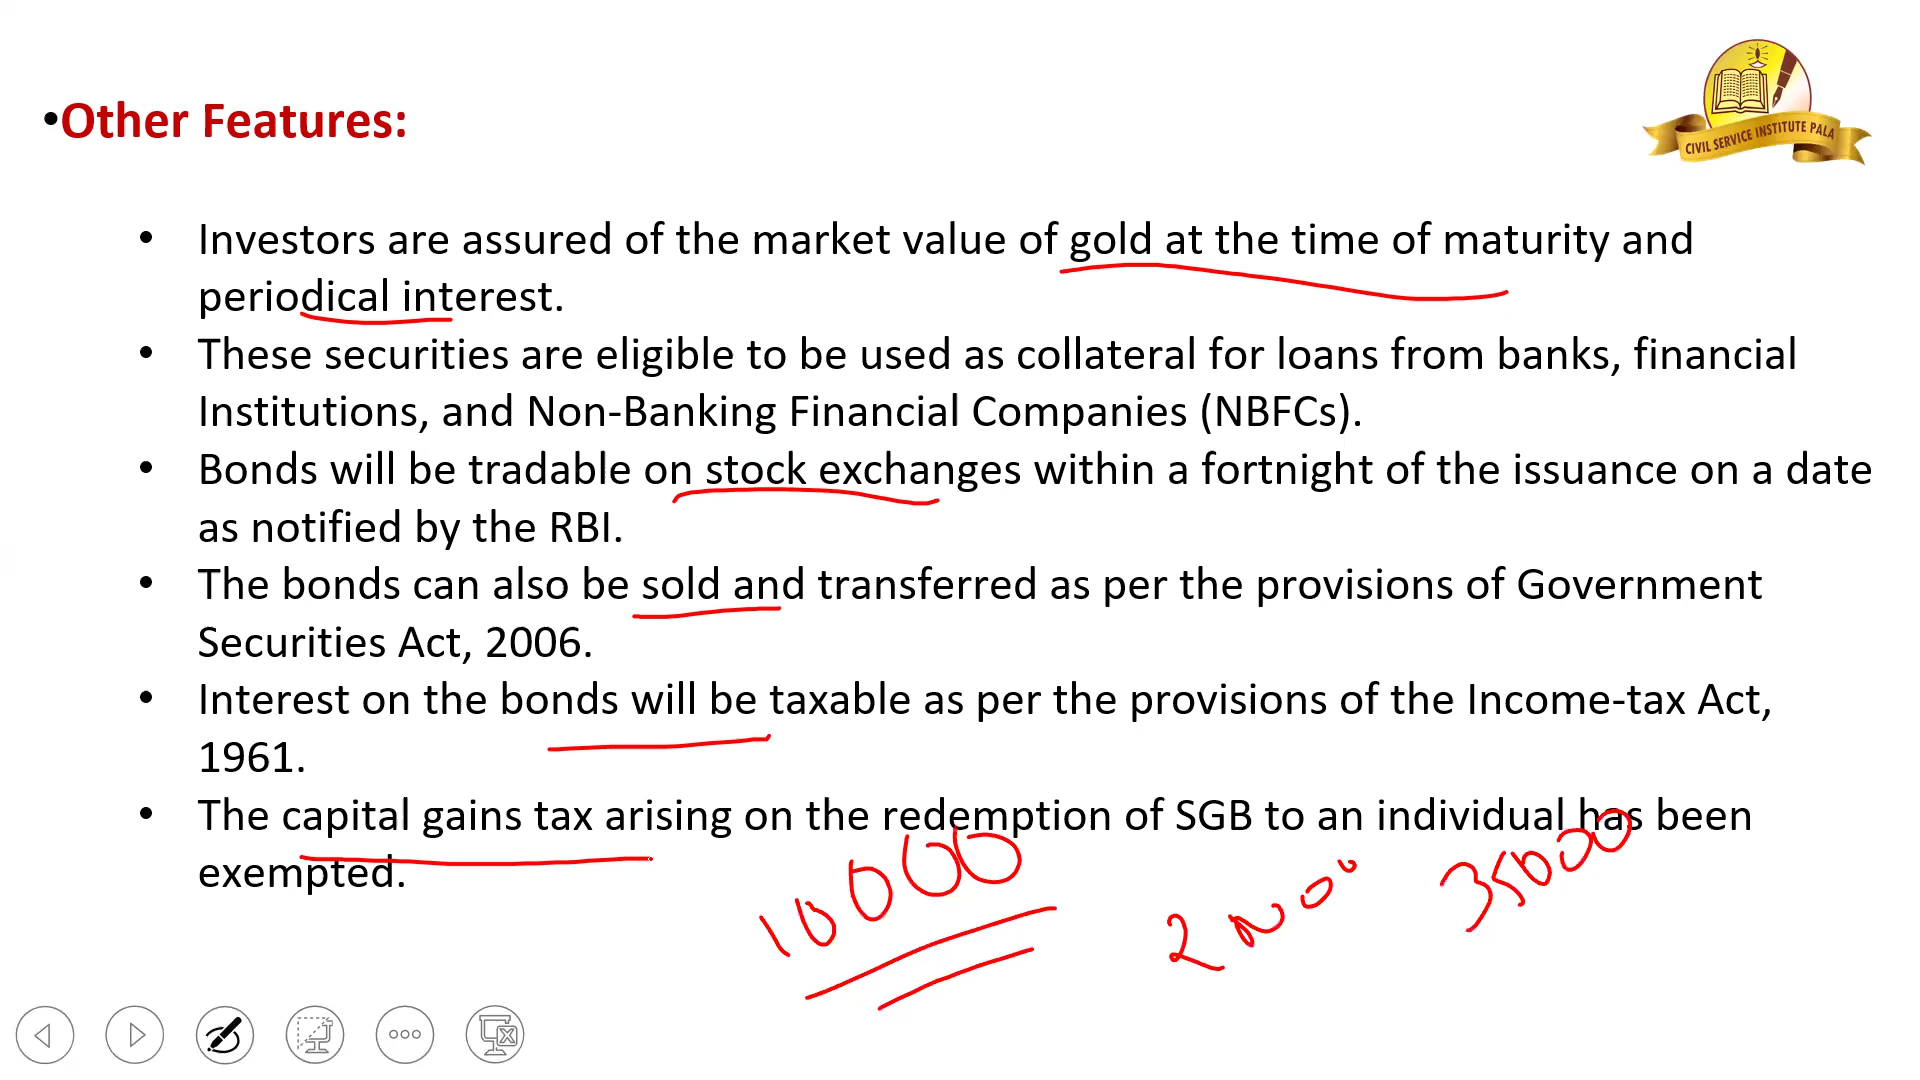 •Other Features:
CIVIL SERVICE INSTITUTE PALA
• Investors are assured of the market value of gold at the time of maturity and
periodical interest.
• These securities are eligible to be used as collateral for loans from banks, financial
Institutions, and Non-Banking Financial Companies (NBFCs).
• Bonds will be tradable on stock exchanges within a fortnight of the issuance on a date
as notified by the RBI.
• The bonds can also be sold and transferred as per the provisions of Government
Securities Act, 2006.
• Interest on the bonds will be taxable as per the provisions of the Income-tax Act,
1961.
• The capital gains tax arising on the redemption of SGB to an individual has been
exempted.
10000
35000